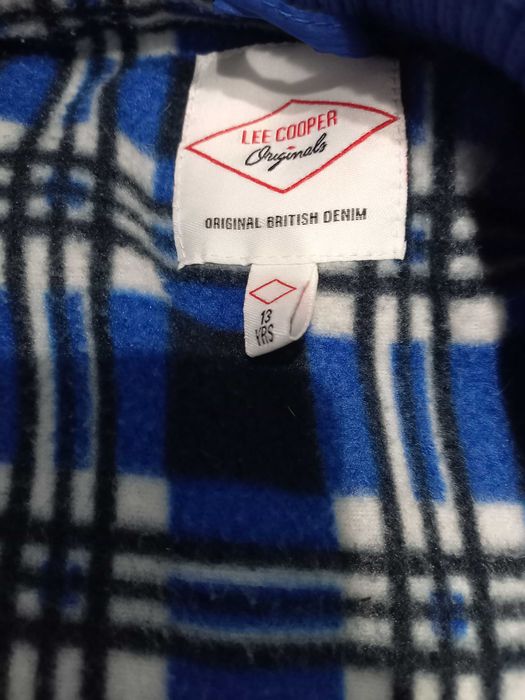 LEE COOPER
Originals
ORIGINAL BRITISH DENIM
13
YRS